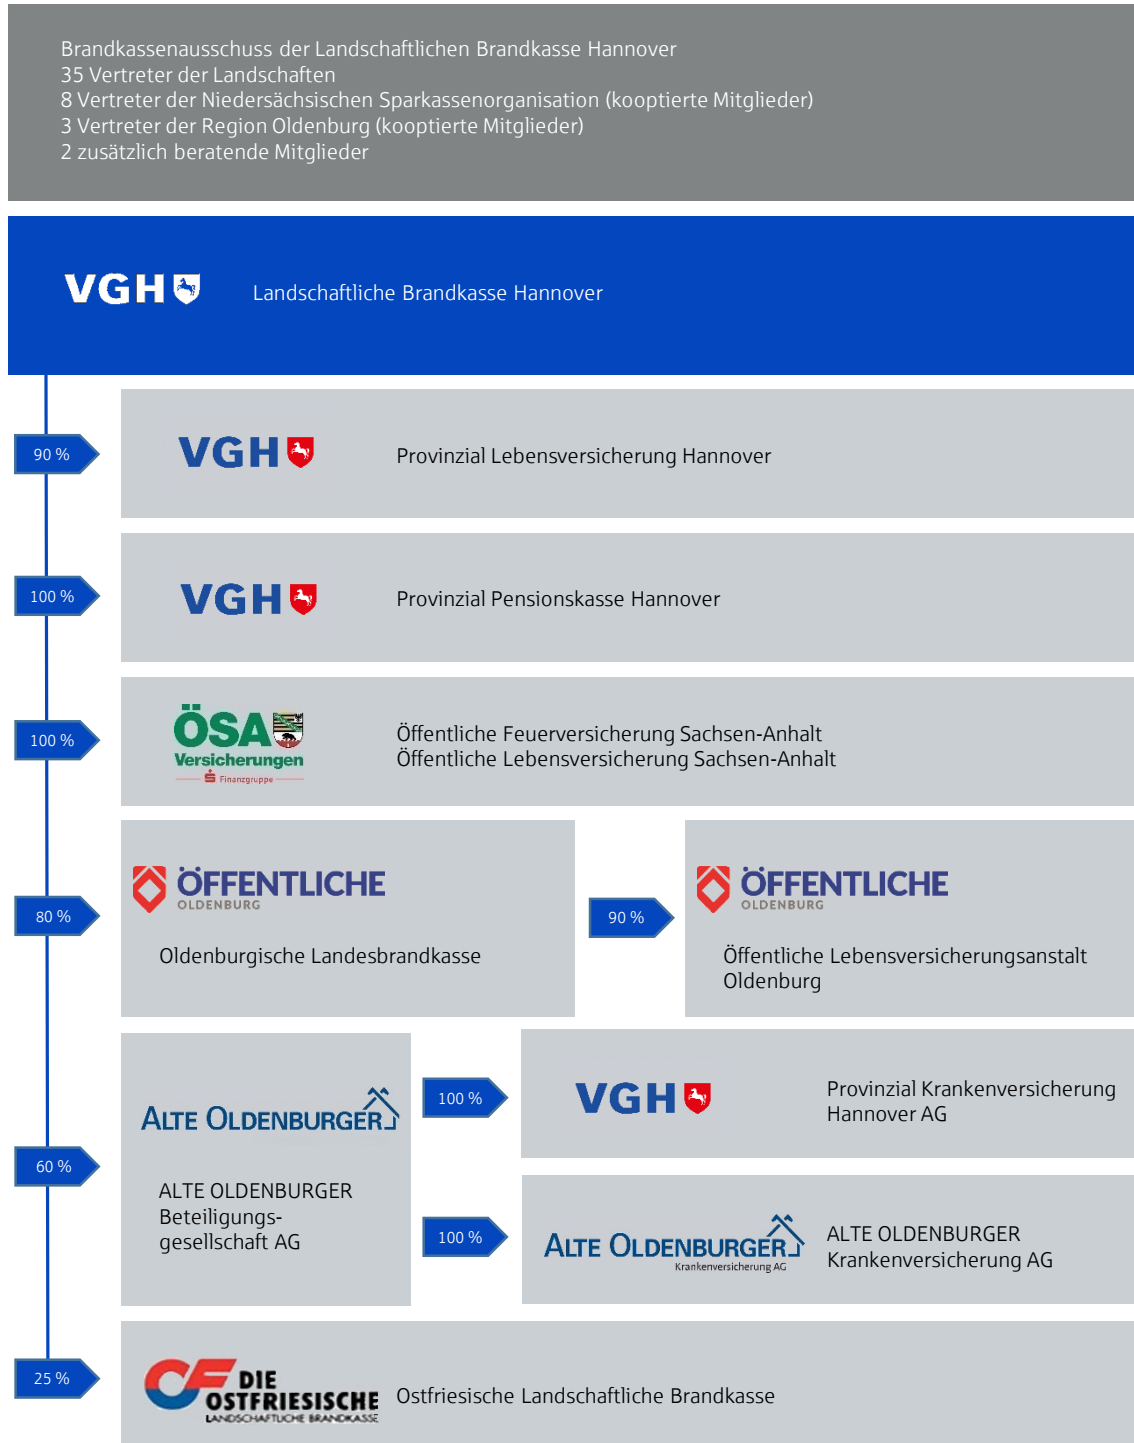 Brandkassenausschuss der Landschaftlichen Brandkasse Hannover
35 Vertreter der Landschaften
8 Vertreter der Niedersächsischen Sparkassenorganisation (kooptierte Mitglieder)
3 Vertreter der Region Oldenburg (kooptierte Mitglieder)
2 zusätzlich beratende Mitglieder
VGH
Landschaftliche Brandkasse Hannover
90 %
VGH
Provinzial Lebensversicherung Hannover
100 %
VGH
Provinzial Pensionskasse Hannover
100 %
ÖSA
Versicherungen
Finanzgruppe
Öffentliche Feuerversicherung Sachsen-Anhalt
Öffentliche Lebensversicherung Sachsen-Anhalt
80 %
ÖFFENTLICHE
OLDENBURG
Oldenburgische Landesbrandkasse
90 %
ÖFFENTLICHE
OLDENBURG
Öffentliche Lebensversicherungsanstalt
Oldenburg
60 %
ALTE OLDENBURGER
ALTE OLDENBURGER
Beteiligungs-
gesellschaft AG
100 %
VGH
Provinzial Krankenversicherung
Hannover AG
100 %
ALTE OLDENBURGER
Krankenversicherung AG
ALTE OLDENBURGER
Krankenversicherung AG
25 %
DIE
OSTFRIESISCHE
LANDSCHAFTLICHE BRANDKASSE
Ostfriesische Landschaftliche Brandkasse